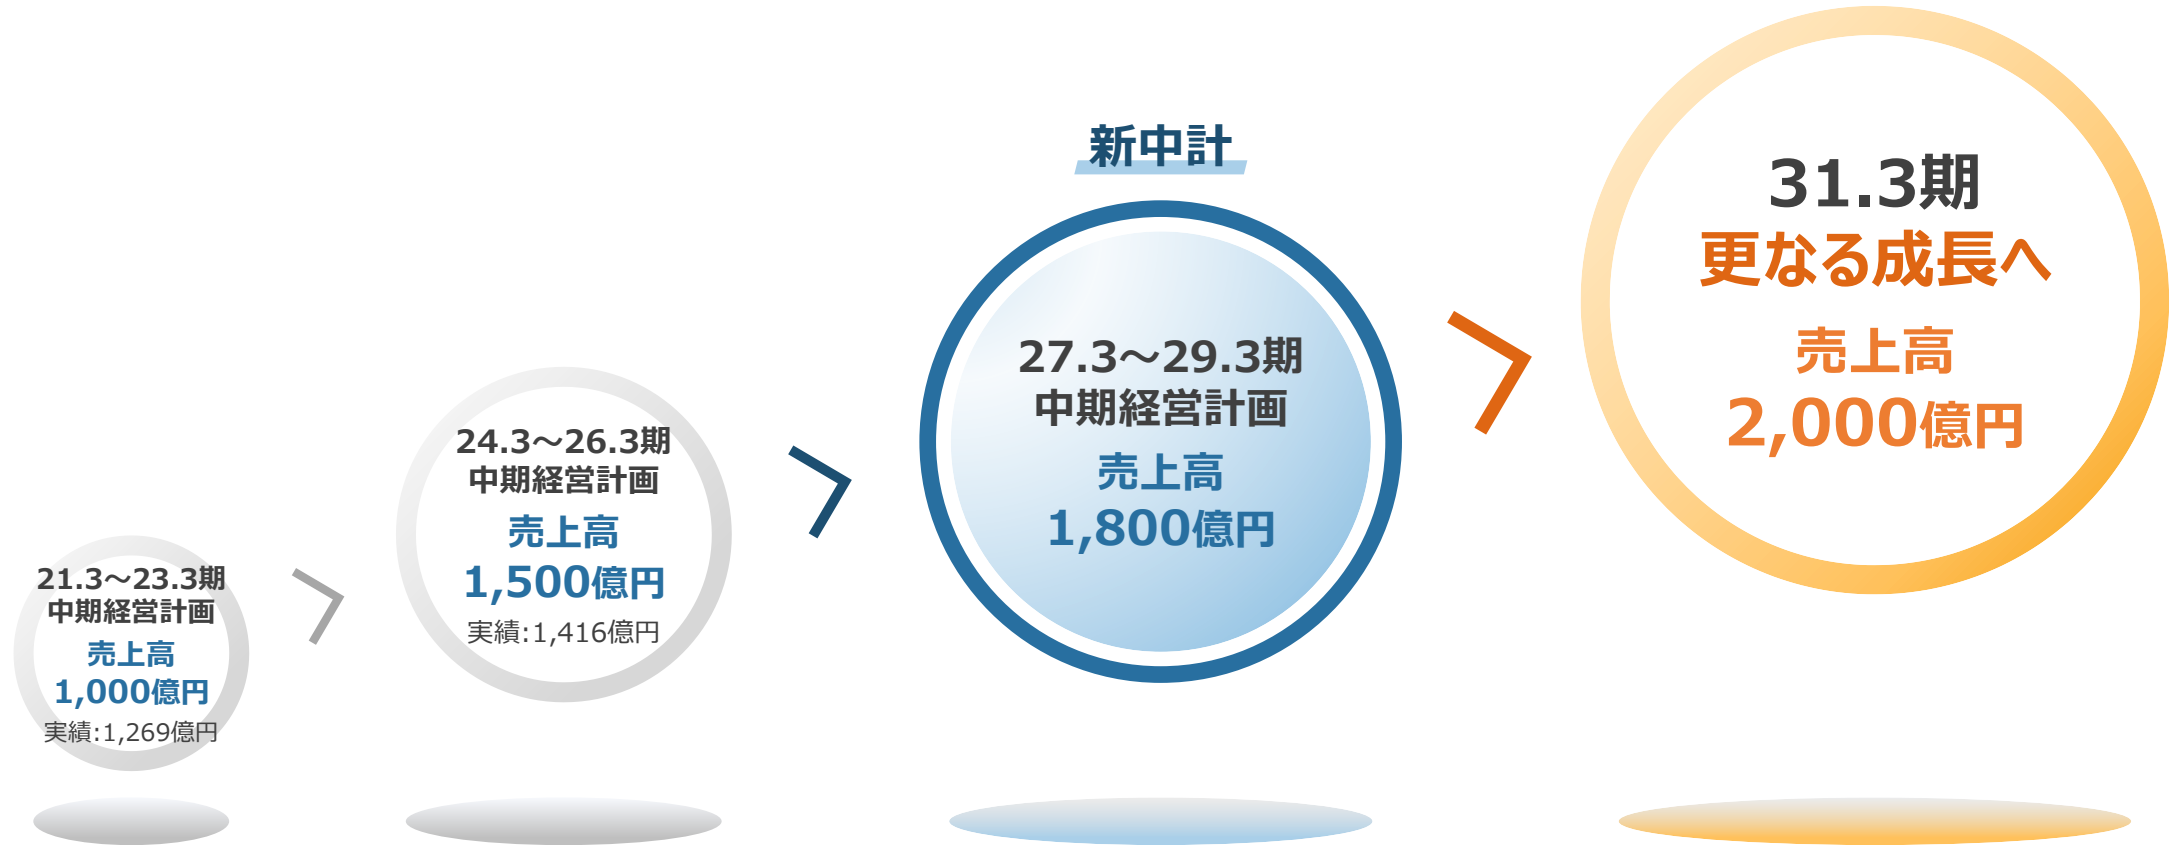 21.3～23.3期
中期経営計画
売上高
1,000億円
実績:1,269億円
24.3～26.3期
中期経営計画
売上高
1,500億円
実績:1,416億円
新中計
27.3～29.3期
中期経営計画
売上高
1,800億円
31.3期
更なる成長へ
売上高
2,000億円